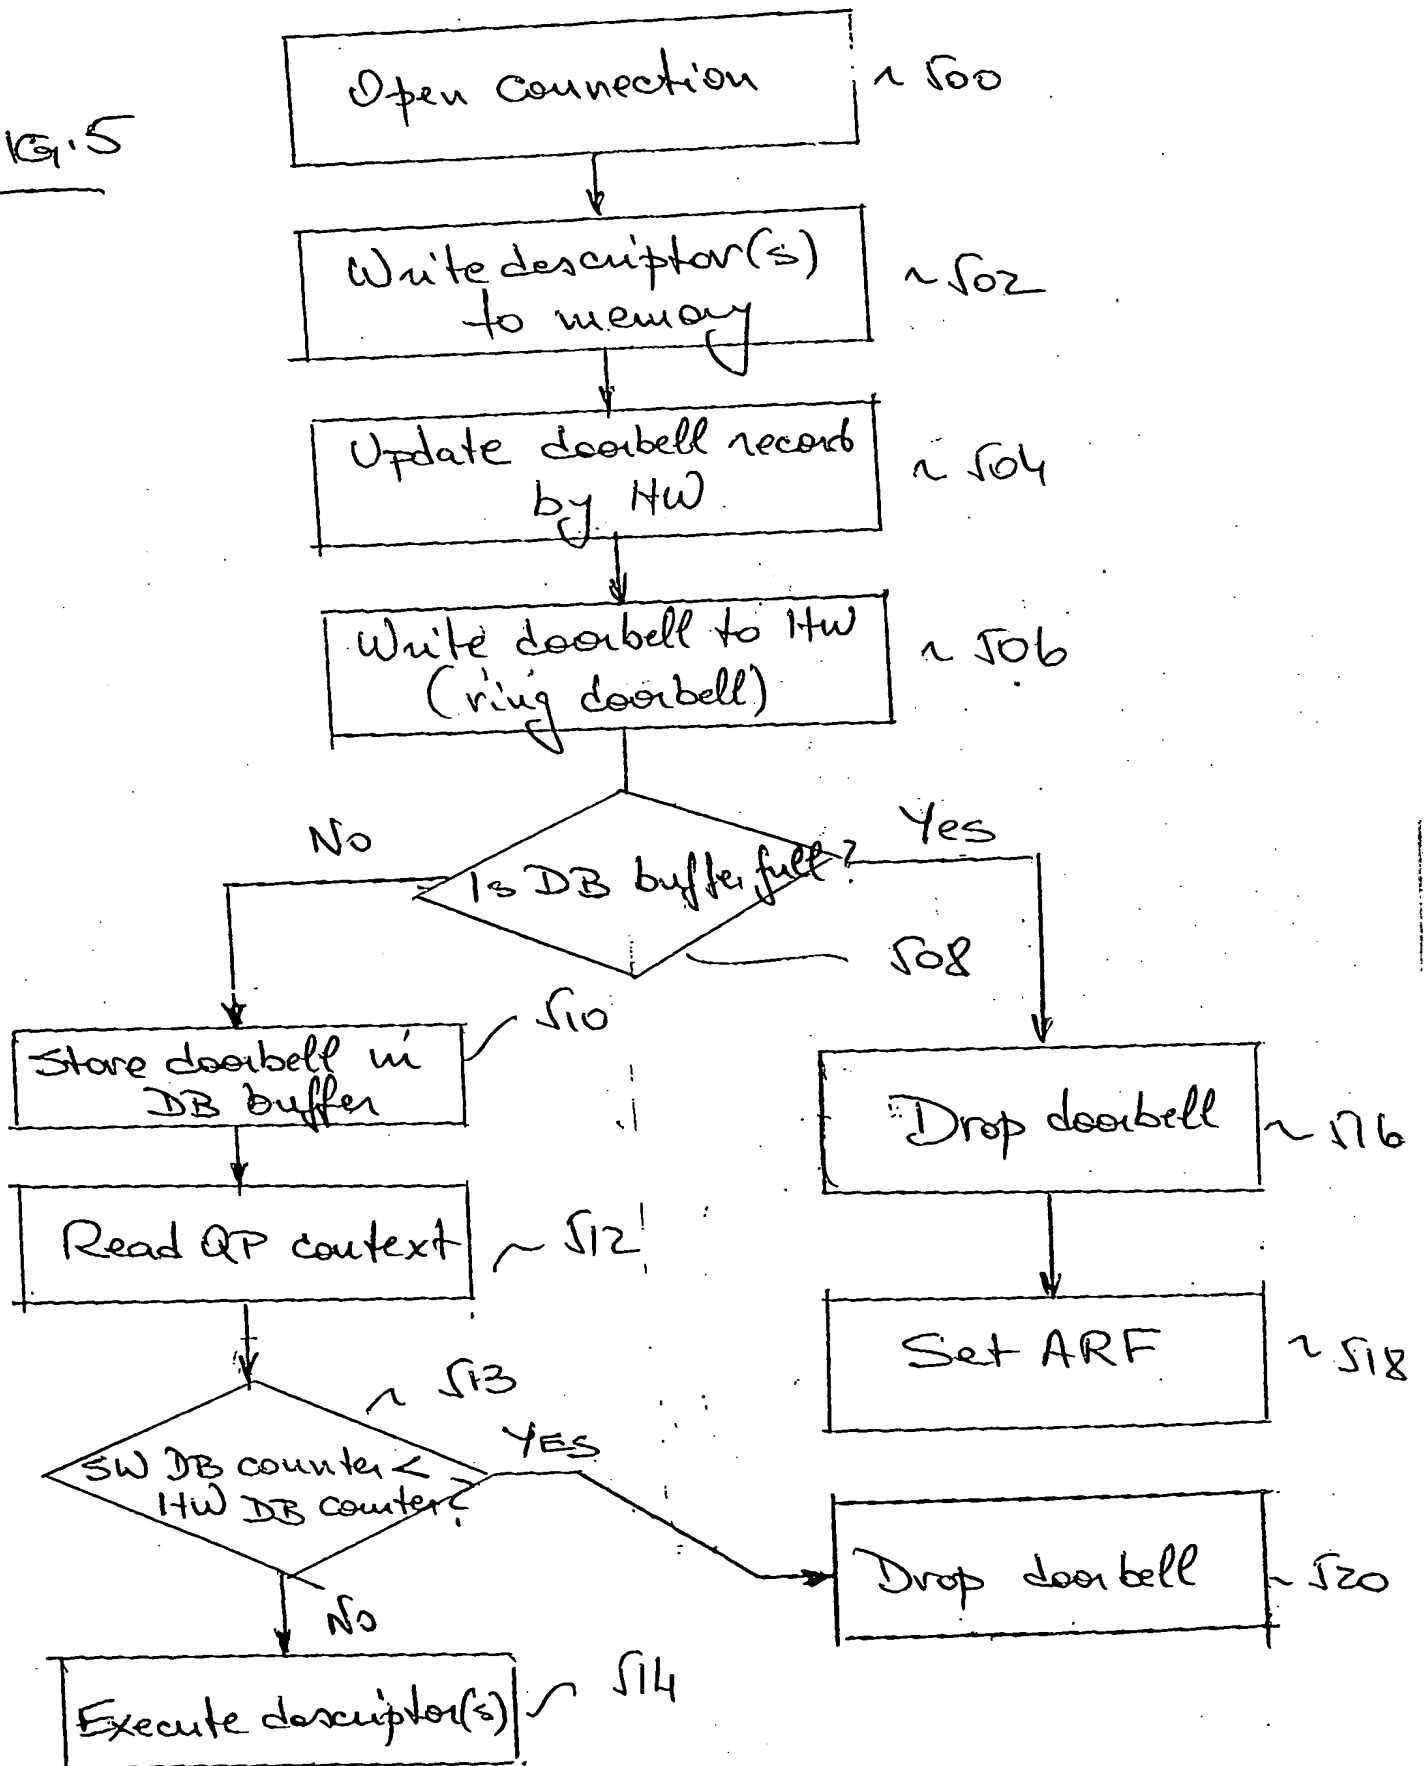 IG.5
Open connection
~ 500
Write descriptor(s)
to memory
~ 502
Update doorbell record
by HW
~ 504
Write doorbell to HW
(ring doorbell)
~ 506
Is DB buffer full?
No
Yes
508
Store doorbell in
DB buffer
510
Drop doorbell
~ 516
Read QP context
~ 512
Set ARF
~ 518
SW DB counter <
HW DB counter?
~ 513
YES
No
Drop doorbell
~ 520
Execute descriptor(s)
~ 514